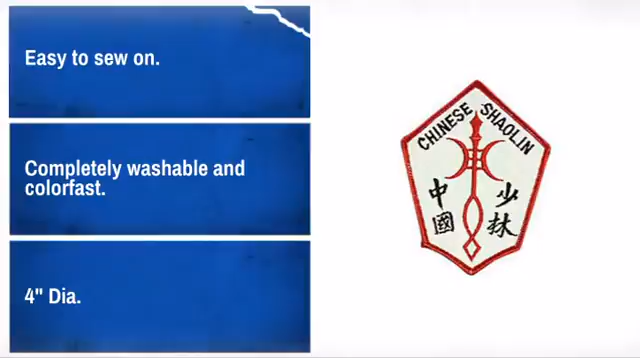 Easy to sew on.
Completely washable and
colorfast.
4" Dia.
CHINESE SHAOLIN
中國
少林